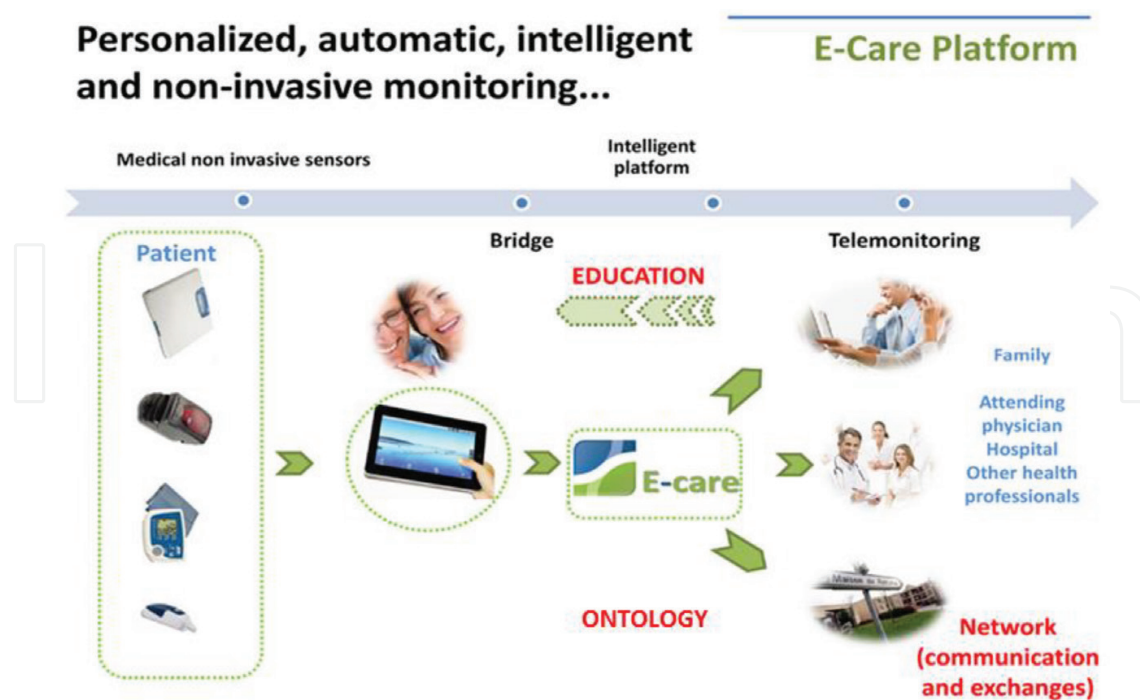 Personalized, automatic, intelligent
and non-invasive monitoring...
E-Care Platform
Medical non invasive sensors
Intelligent
platform
Bridge
Telemonitoring
Patient
EDUCATION
Family
Attending
physician
Hospital
Other health
professionals
E-care
ONTOLOGY
Network
(communication
and exchanges)